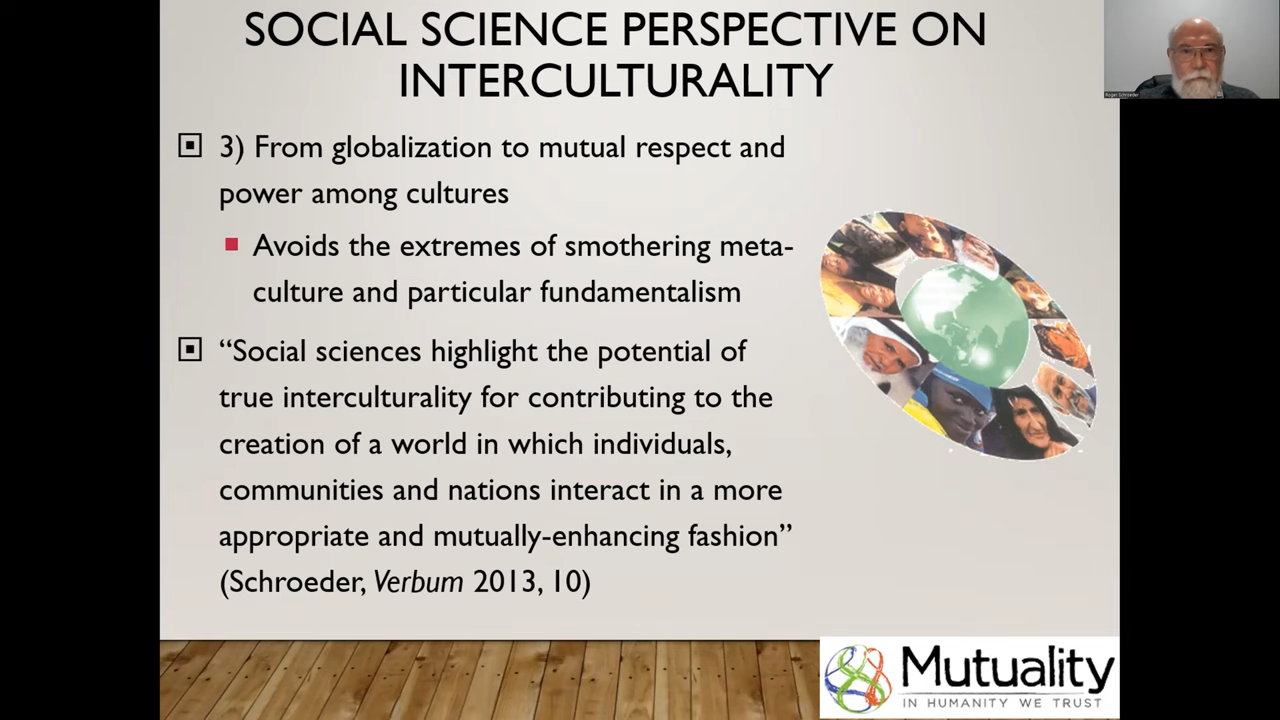 SOCIAL SCIENCE PERSPECTIVE ON
INTERCULTURALITY
3) From globalization to mutual respect and
power among cultures
Avoids the extremes of smothering meta-
culture and particular fundamentalism
“Social sciences highlight the potential of
true interculturality for contributing to the
creation of a world in which individuals,
communities and nations interact in a more
appropriate and mutually-enhancing fashion”
(Schroeder, Verbum 2013, 10)
Roger Schroeder
Mutuality
IN HUMANITY WE TRUST